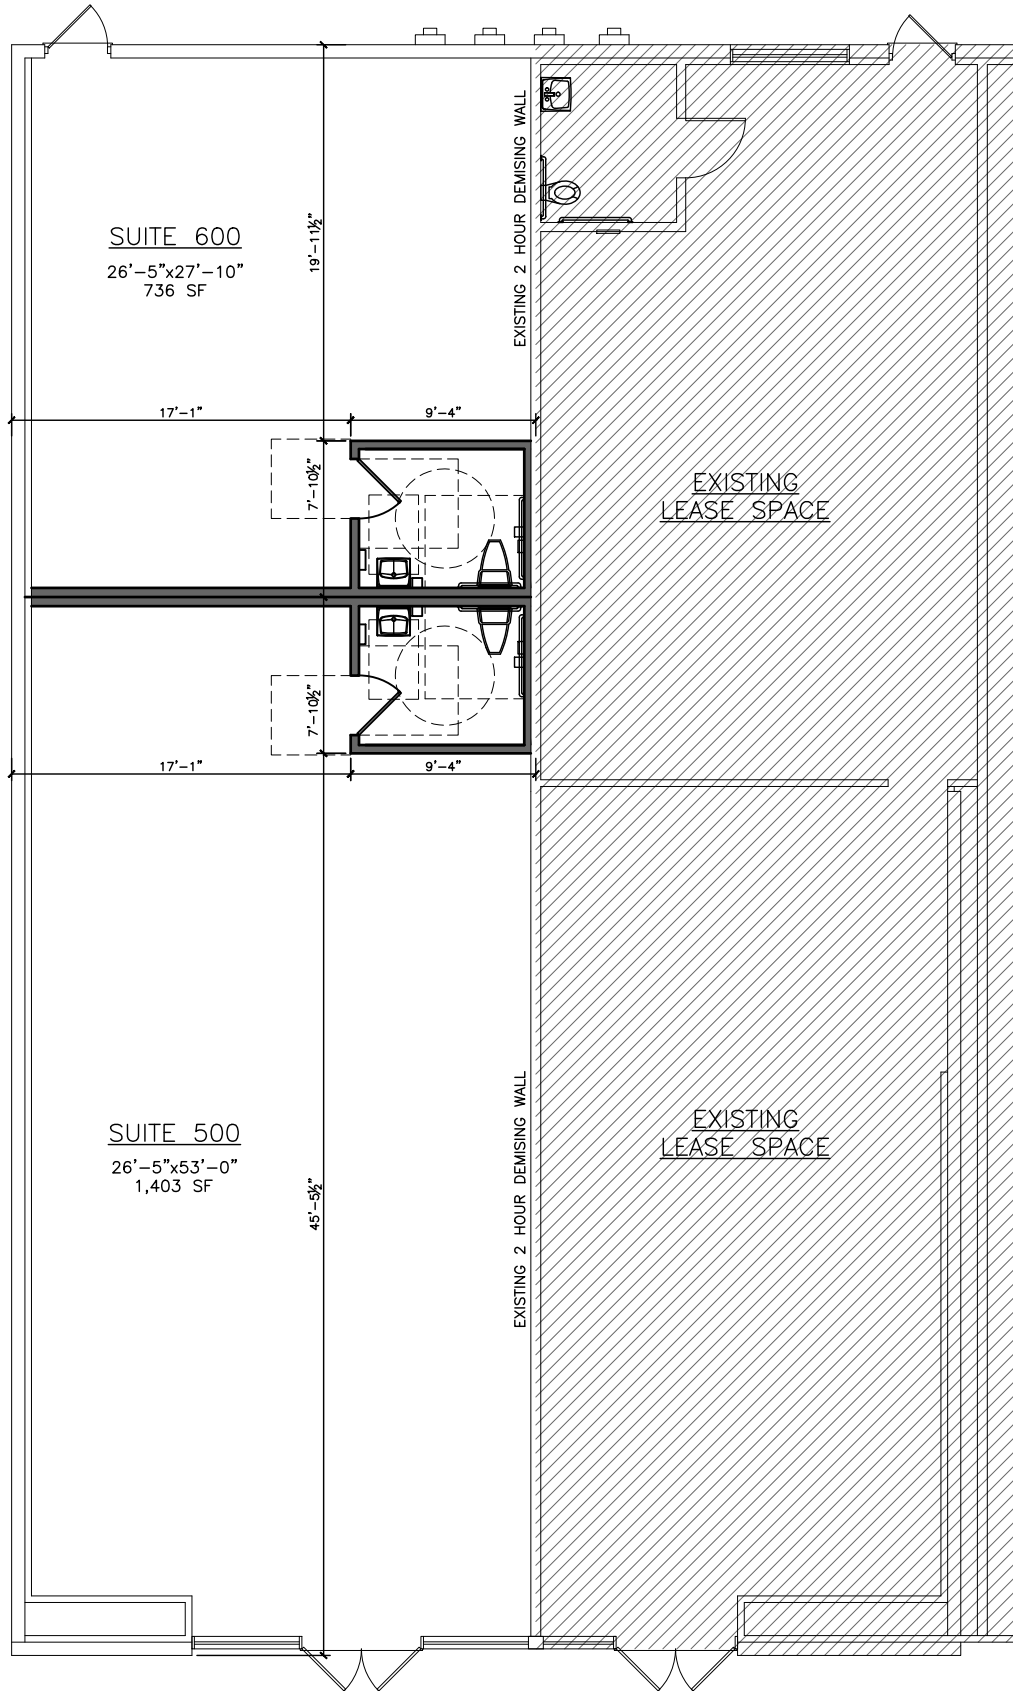 EXISTING 2 HOUR DEMISING WALL
SUITE 600
26'-5"x27'-10"
736 SF
19'-11½"
17'-1"
9'-4"
7'-10½"
EXISTING
LEASE SPACE
7'-10½"
17'-1"
9'-4"
EXISTING 2 HOUR DEMISING WALL
SUITE 500
26'-5"x53'-0"
1,403 SF
45'-5½"
EXISTING
LEASE SPACE